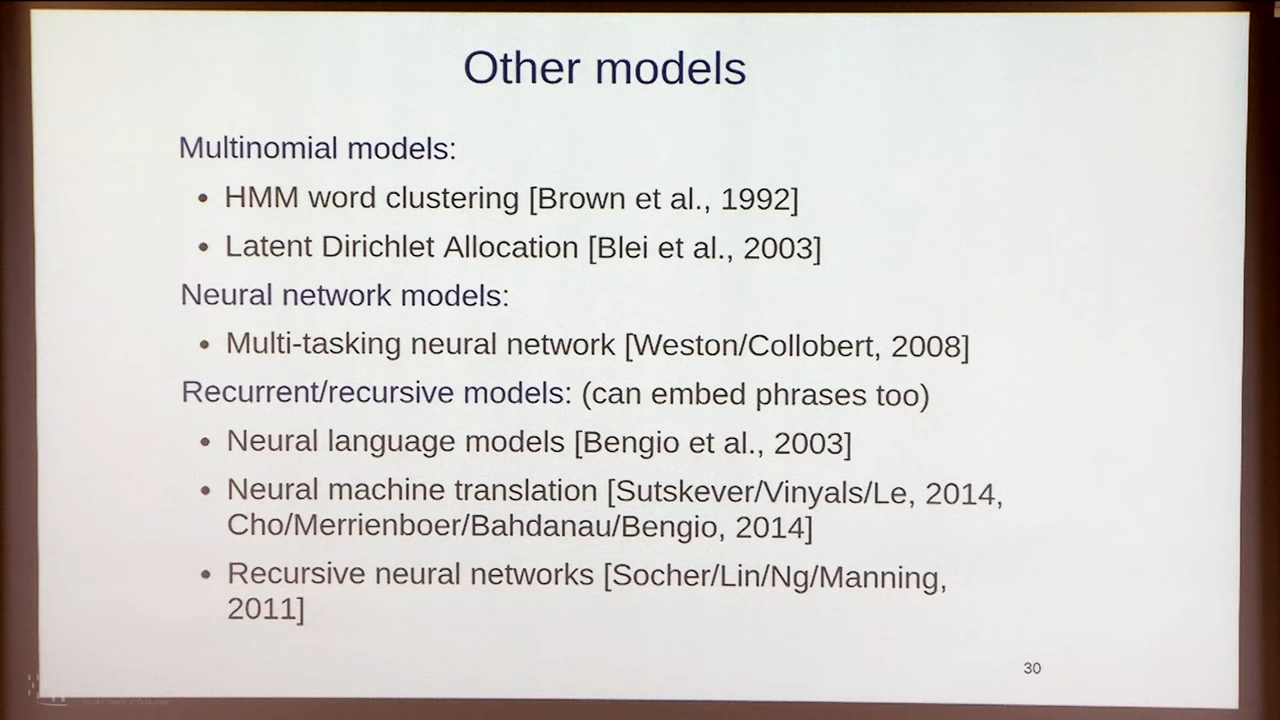 Other models
Multinomial models:
• HMM word clustering [Brown et al., 1992]
• Latent Dirichlet Allocation [Blei et al., 2003]
Neural network models:
• Multi-tasking neural network [Weston/Collobert, 2008]
Recurrent/recursive models: (can embed phrases too)
• Neural language models [Bengio et al., 2003]
• Neural machine translation [Sutskever/Vinyals/Le, 2014,
Cho/Merrienboer/Bahdanau/Bengio, 2014]
• Recursive neural networks [Socher/Lin/Ng/Manning,
2011]
30